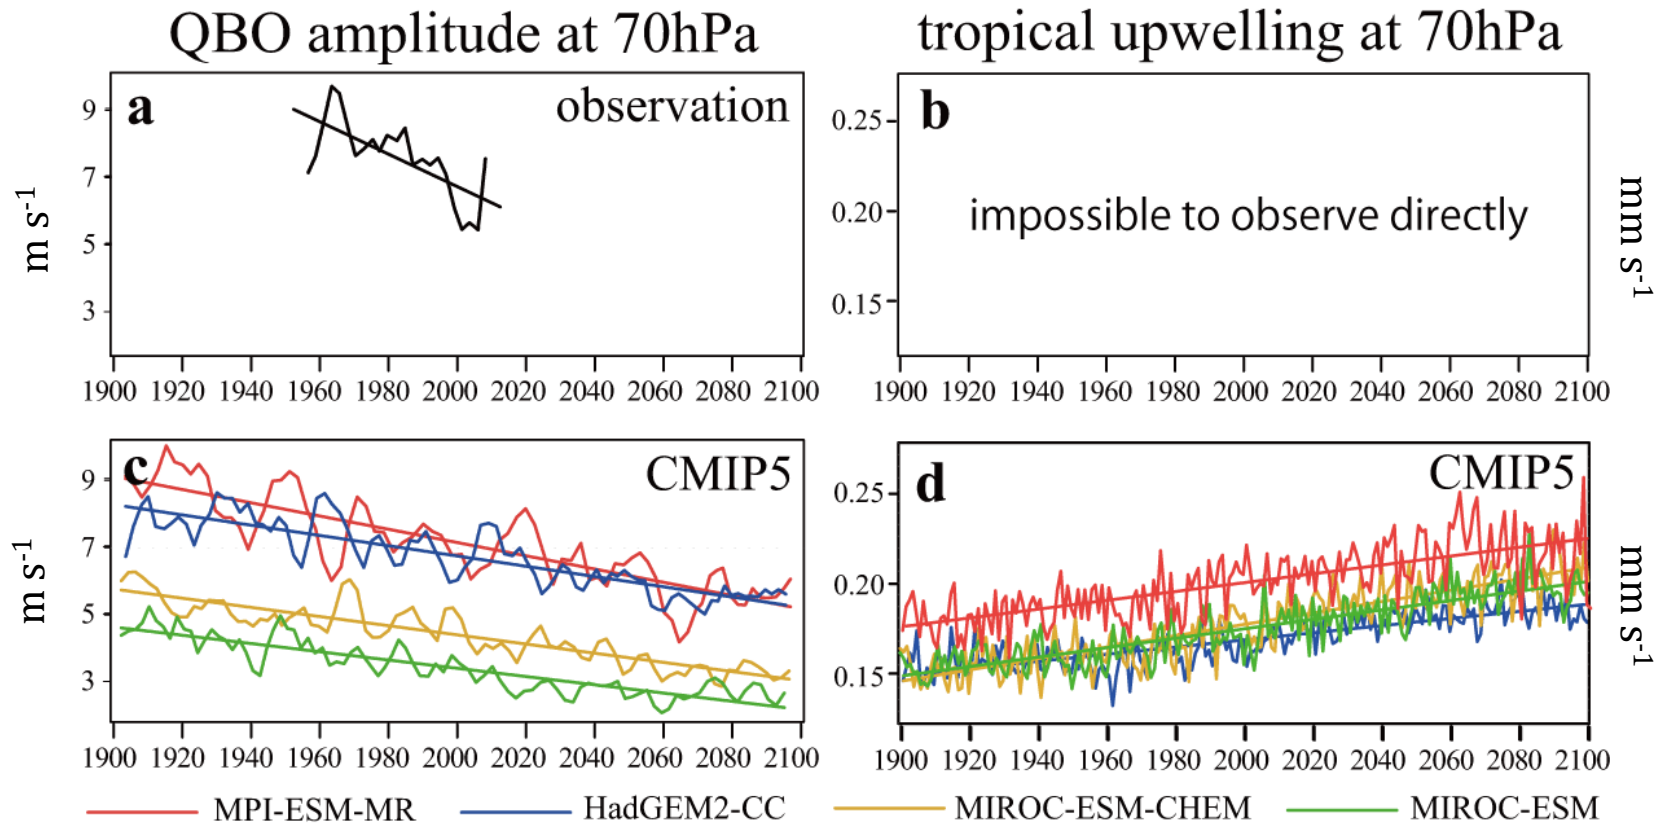 QBO amplitude at 70hPa
tropical upwelling at 70hPa
a
observation
9
7
5
3
m s-1
1900 1920 1940 1960 1980 2000 2020 2040 2060 2080 2100
b
impossible to observe directly
0.25
0.20
0.15
mm s-1
1900 1920 1940 1960 1980 2000 2020 2040 2060 2080 2100
c
CMIP5
9
7
5
3
m s-1
1900 1920 1940 1960 1980 2000 2020 2040 2060 2080 2100
d
CMIP5
0.25
0.20
0.15
mm s-1
1900 1920 1940 1960 1980 2000 2020 2040 2060 2080 2100
MPI-ESM-MR HadGEM2-CC MIROC-ESM-CHEM MIROC-ESM